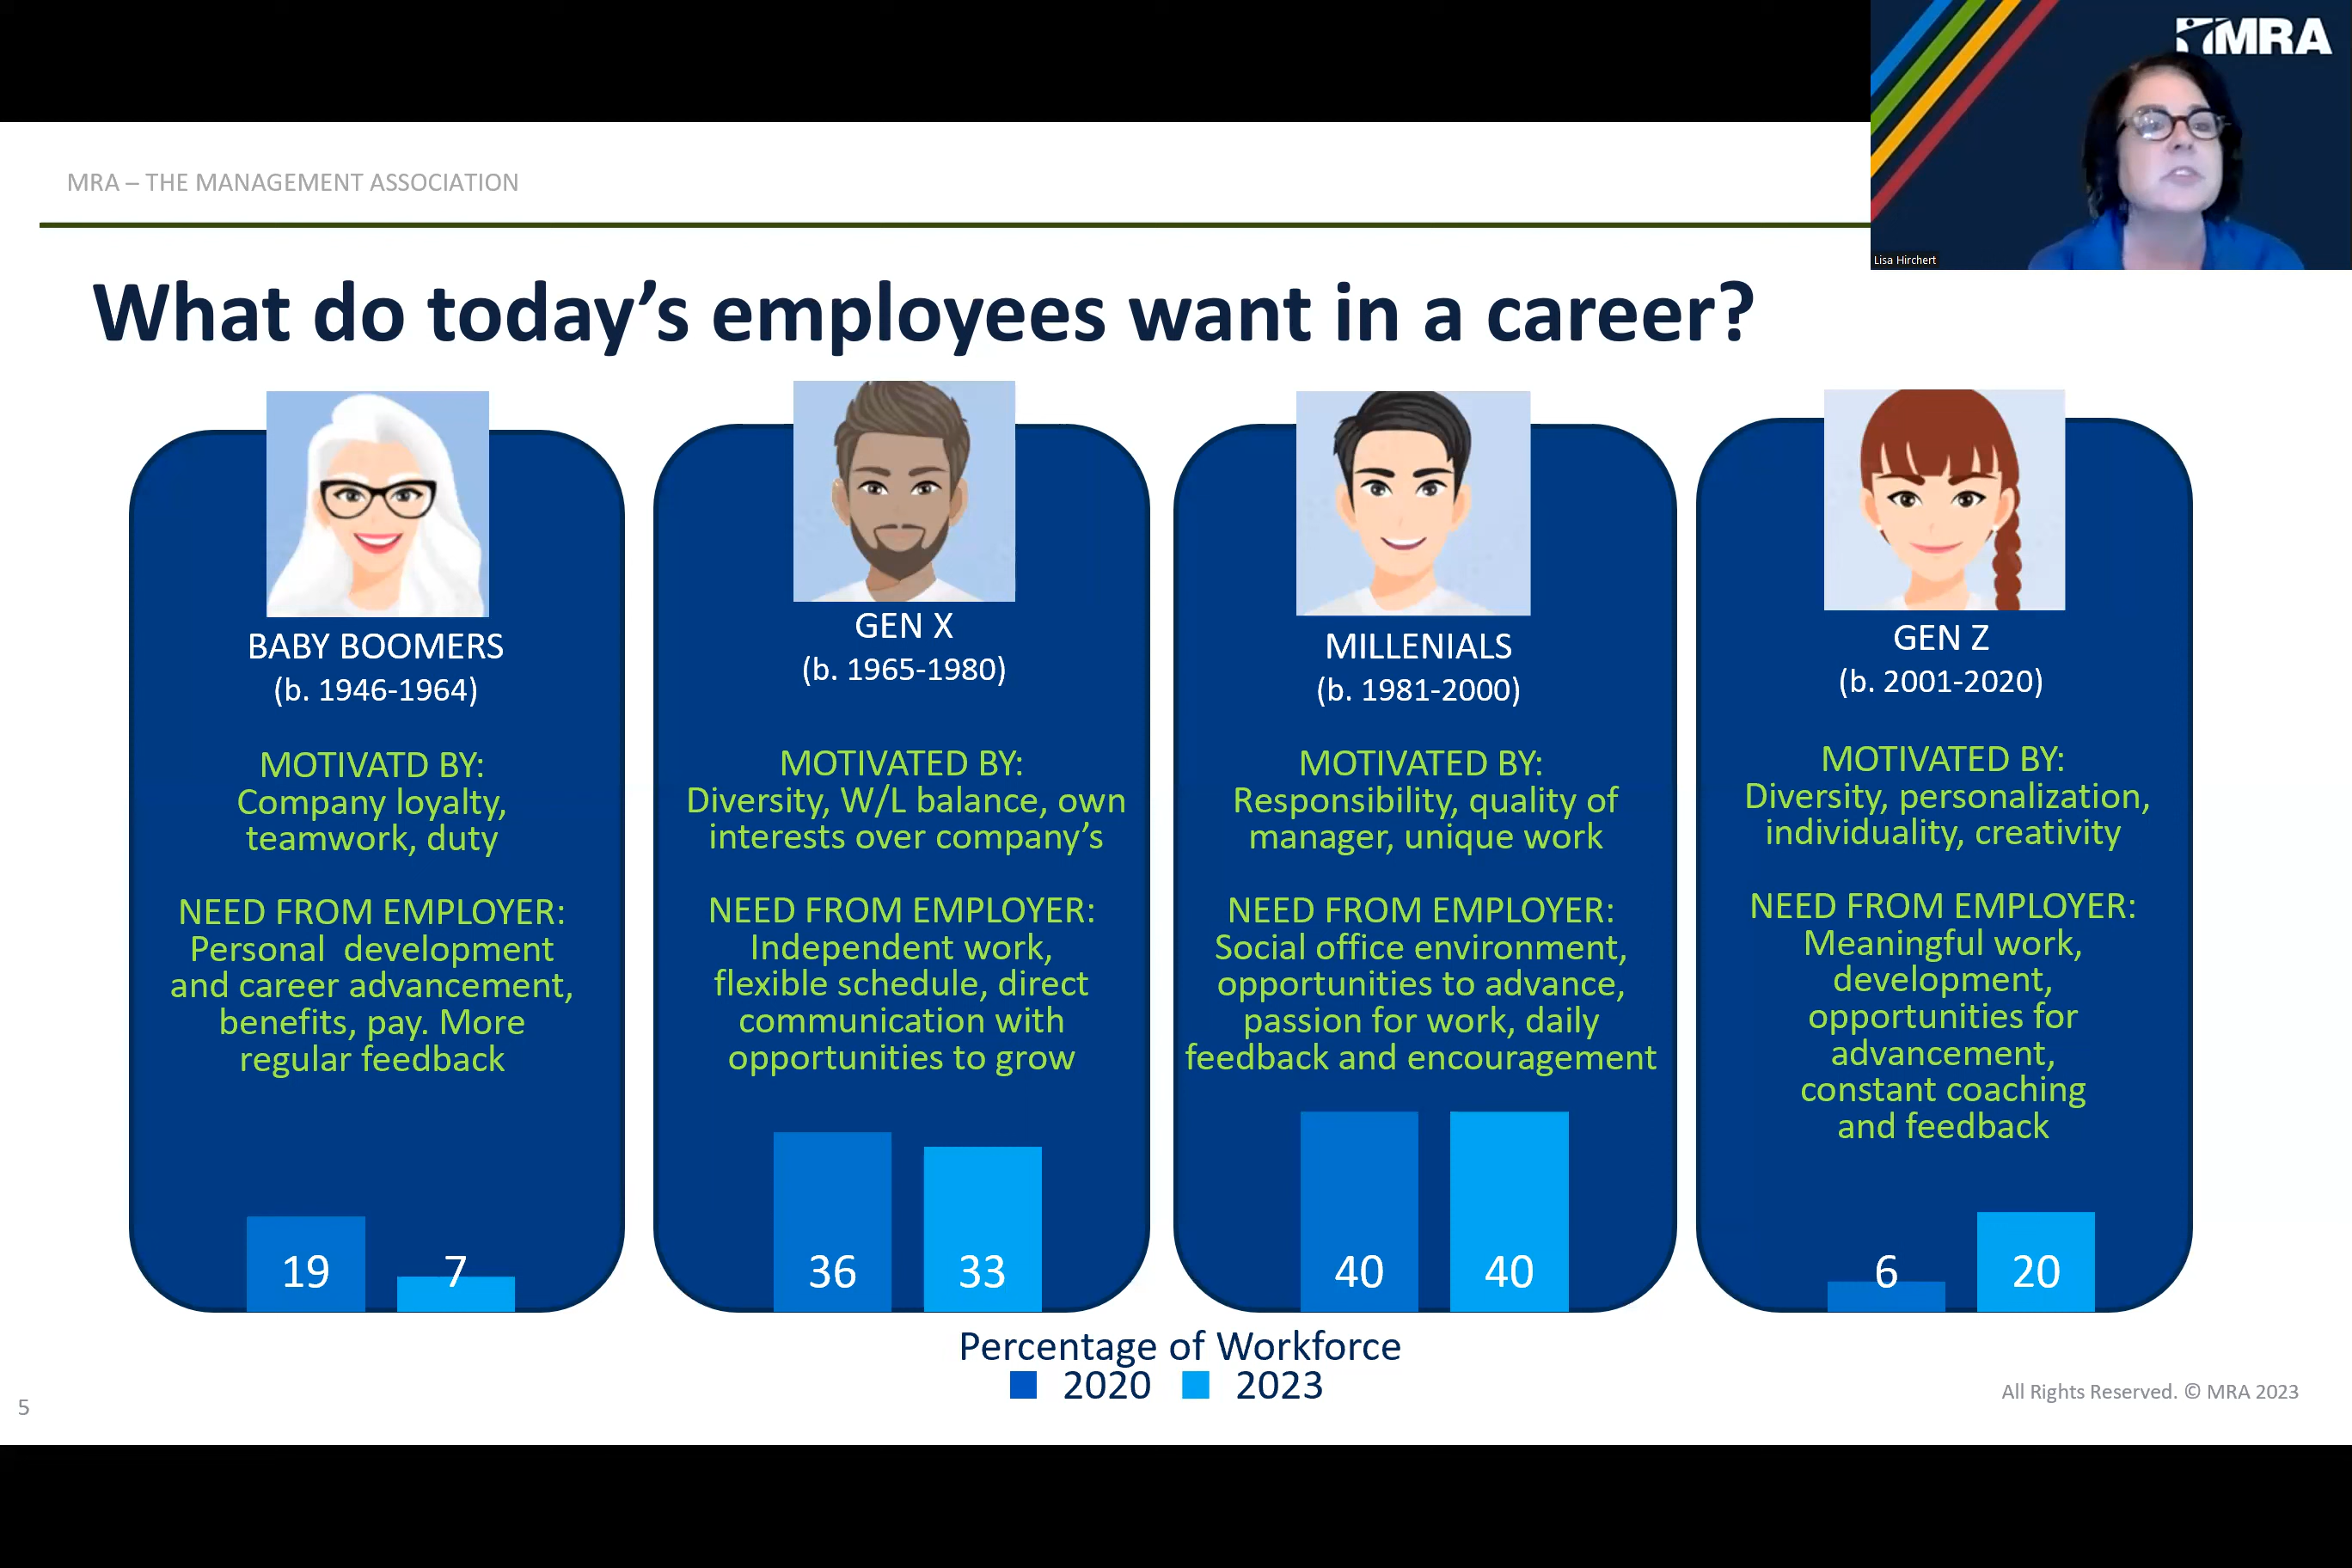 MRA
Lisa Hirchert
MRA – THE MANAGEMENT ASSOCIATION
What do today's employees want in a career?
BABY BOOMERS
(b. 1946-1964)
MOTIVATD BY:
Company loyalty,
teamwork, duty
NEED FROM EMPLOYER:
Personal  development
and career advancement,
benefits, pay. More
regular feedback
19
7
GEN X
(b. 1965-1980)
MOTIVATED BY:
Diversity, W/L balance, own
interests over company's
NEED FROM EMPLOYER:
Independent work,
flexible schedule, direct
communication with
opportunities to grow
36
33
MILLENIALS
(b. 1981-2000)
MOTIVATED BY:
Responsibility, quality of
manager, unique work
NEED FROM EMPLOYER:
Social office environment,
opportunities to advance,
passion for work, daily
feedback and encouragement
40
40
GEN Z
(b. 2001-2020)
MOTIVATED BY:
Diversity, personalization,
individuality, creativity
NEED FROM EMPLOYER:
Meaningful work,
development,
opportunities for
advancement,
constant coaching
and feedback
6
20
Percentage of Workforce
2020 2023
5
All Rights Reserved. © MRA 2023